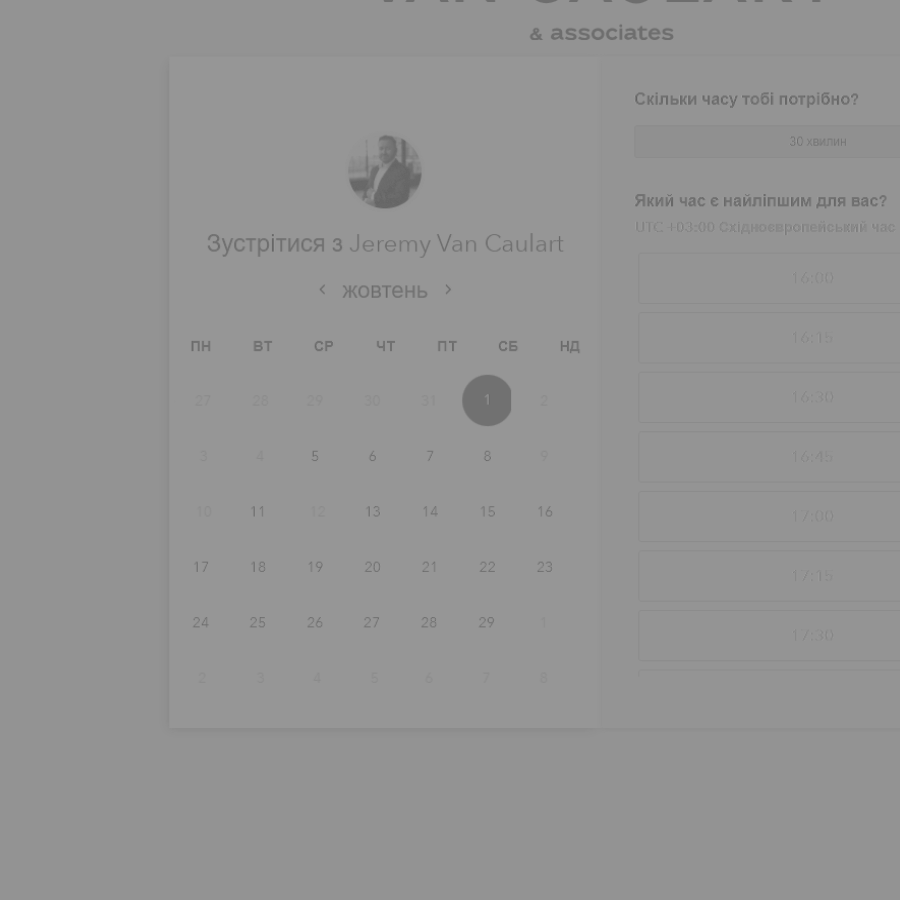 & associates
Зустрітися з Jeremy Van Caulart
‹ жовтень ›
ПН ВТ СР ЧТ ПТ СБ НД
27 28 29 30 31 1 2
3 4 5 6 7 8 9
10 11 12 13 14 15 16
17 18 19 20 21 22 23
24 25 26 27 28 29 1
2 3 4 5 6 7 8
Скільки часу тобі потрібно?
30 хвилин
Який час є найліпшим для вас?
UTC +03:00 Східноєвропейський час
16:00
16:15
16:30
16:45
17:00
17:15
17:30